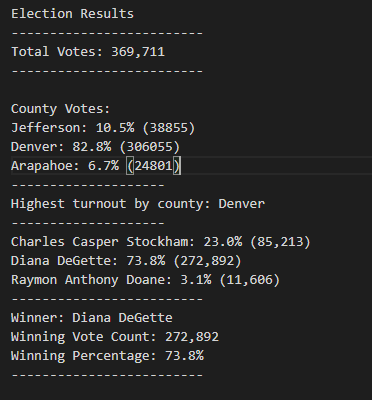 Election Results
-------------------------
Total Votes: 369,711
-------------------------
County Votes:
Jefferson: 10.5% (38855)
Denver: 82.8% (306055)
Arapahoe: 6.7% (24801)
--------------------
Highest turnout by county: Denver
--------------------
Charles Casper Stockham: 23.0% (85,213)
Diana DeGette: 73.8% (272,892)
Raymon Anthony Doane: 3.1% (11,606)
-------------------------
Winner: Diana DeGette
Winning Vote Count: 272,892
Winning Percentage: 73.8%
-------------------------